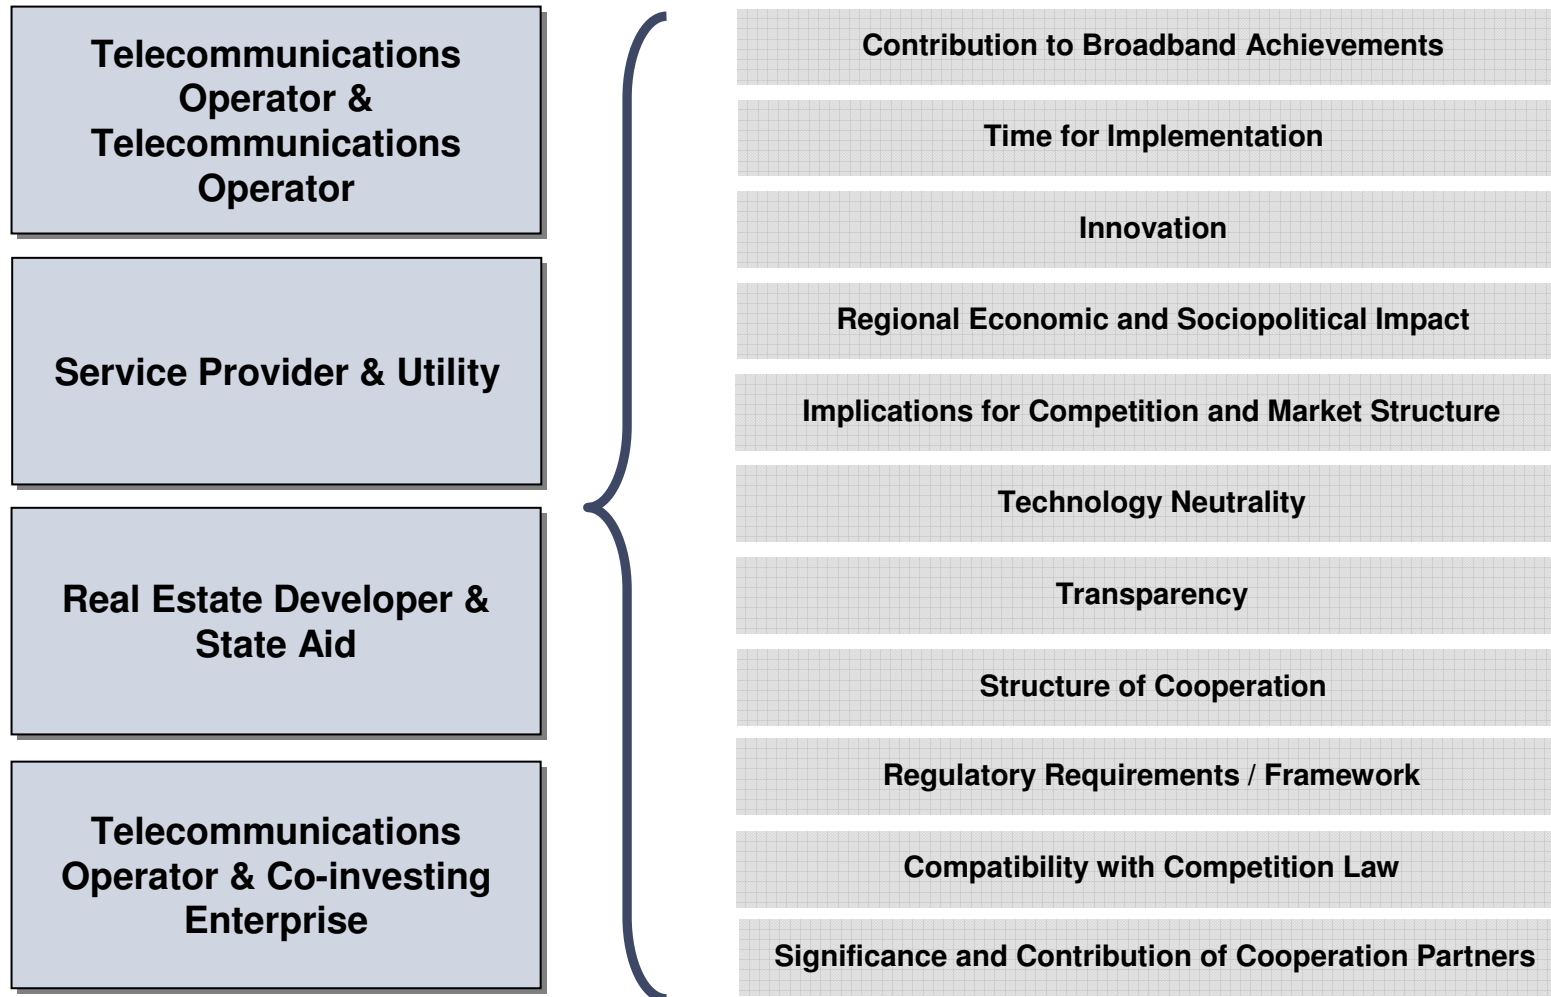 Telecommunications
Operator &
Telecommunications
Operator
Service Provider & Utility
Real Estate Developer &
State Aid
Telecommunications
Operator & Co-investing
Enterprise
Contribution to Broadband Achievements
Time for Implementation
Innovation
Regional Economic and Sociopolitical Impact
Implications for Competition and Market Structure
Technology Neutrality
Transparency
Structure of Cooperation
Regulatory Requirements / Framework
Compatibility with Competition Law
Significance and Contribution of Cooperation Partners